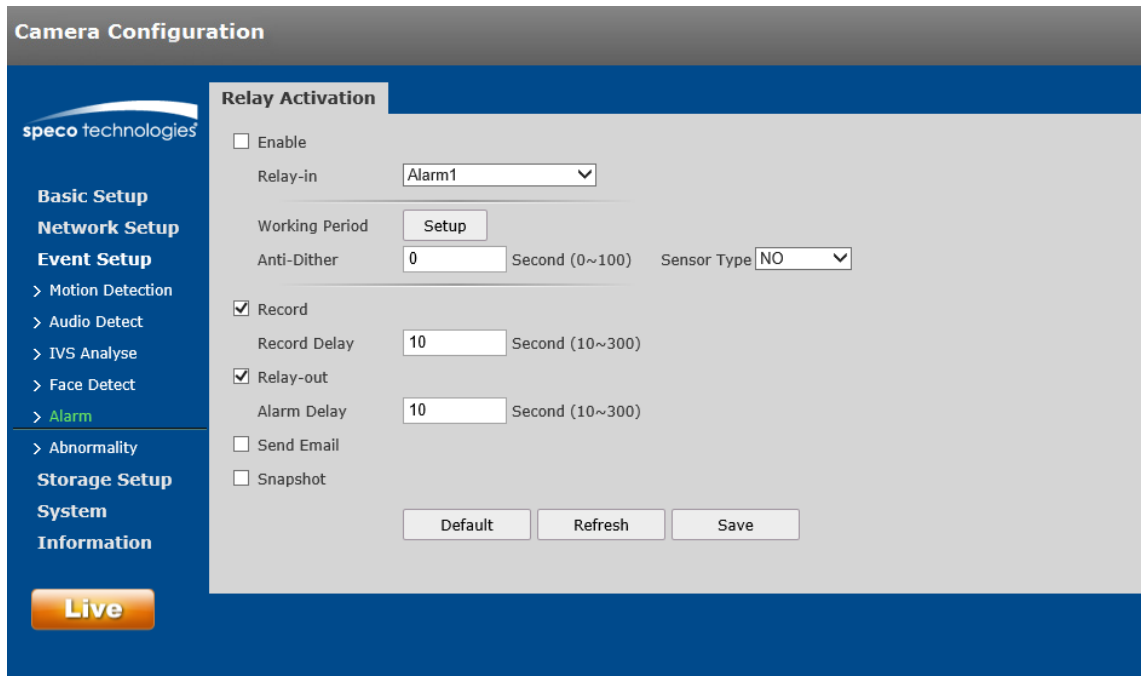 Camera Configuration
speco technologies
Basic Setup
Network Setup
Event Setup
> Motion Detection
> Audio Detect
> IVS Analyse
> Face Detect
> Alarm
> Abnormality
Storage Setup
System
Information
Live
Relay Activation
Enable
Relay-in Alarm1
Working Period Setup
Anti-Dither 0 Second (0~100) Sensor Type NO
Record
Record Delay 10 Second (10~300)
Relay-out
Alarm Delay 10 Second (10~300)
Send Email
Snapshot
Default Refresh Save